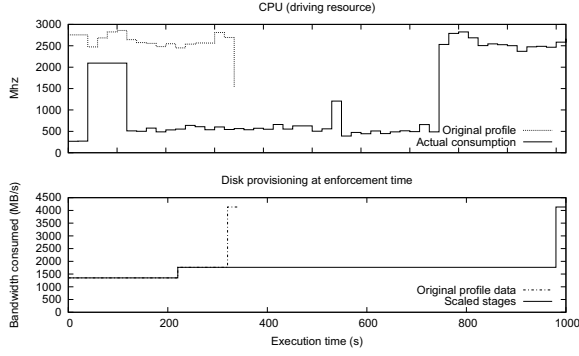 CPU (driving resource)
3000
2500
2000
1500
1000
500
0
Mhz
Original profile
Actual consumption
Disk provisioning at enforcement time
4500
4000
3500
3000
2500
2000
1500
1000
500
0
Bandwidth consumed (MB/s)
Original profile data
Scaled stages
0 200 400 600 800 1000
Execution time (s)